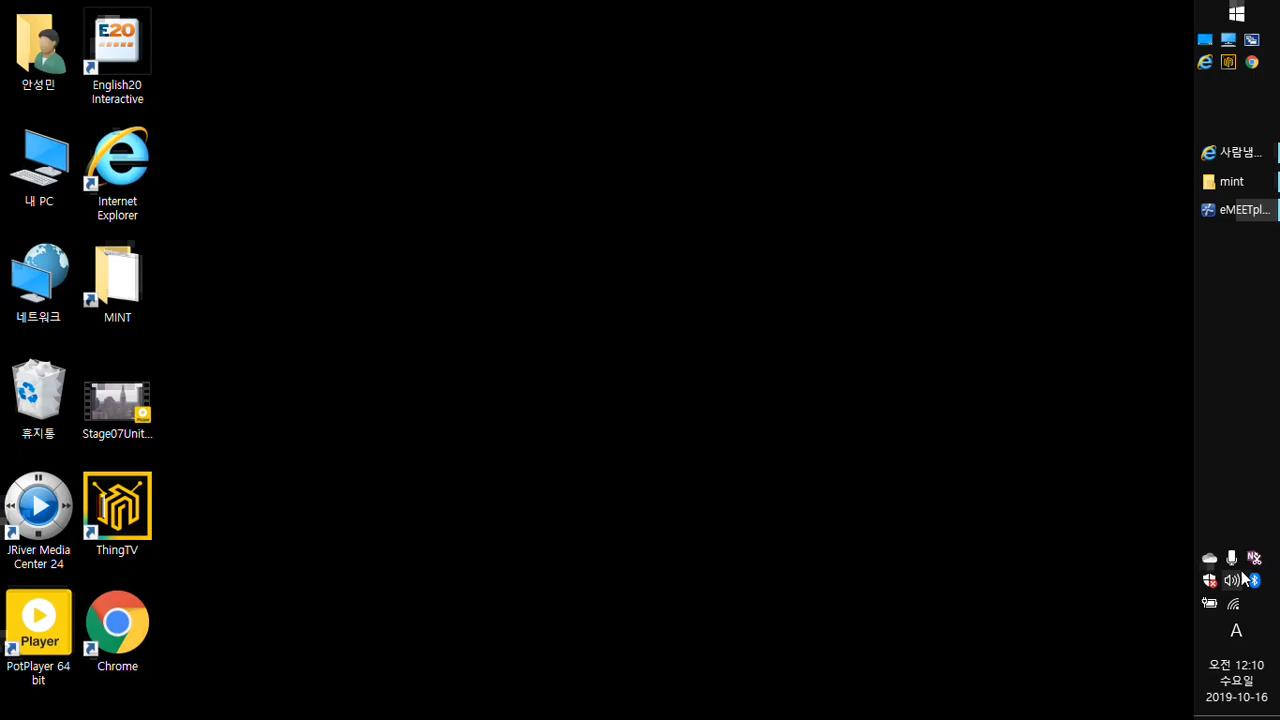 안성민
E20
English20
Interactive
내 PC
Internet
Explorer
네트워크
MINT
휴지통
Stage07Unit...
JRiver Media
Center 24
ThingTV
Player
PotPlayer 64
bit
Chrome
사람냄...
mint
eMEETpl...
A
오전 12:10
수요일
2019-10-16